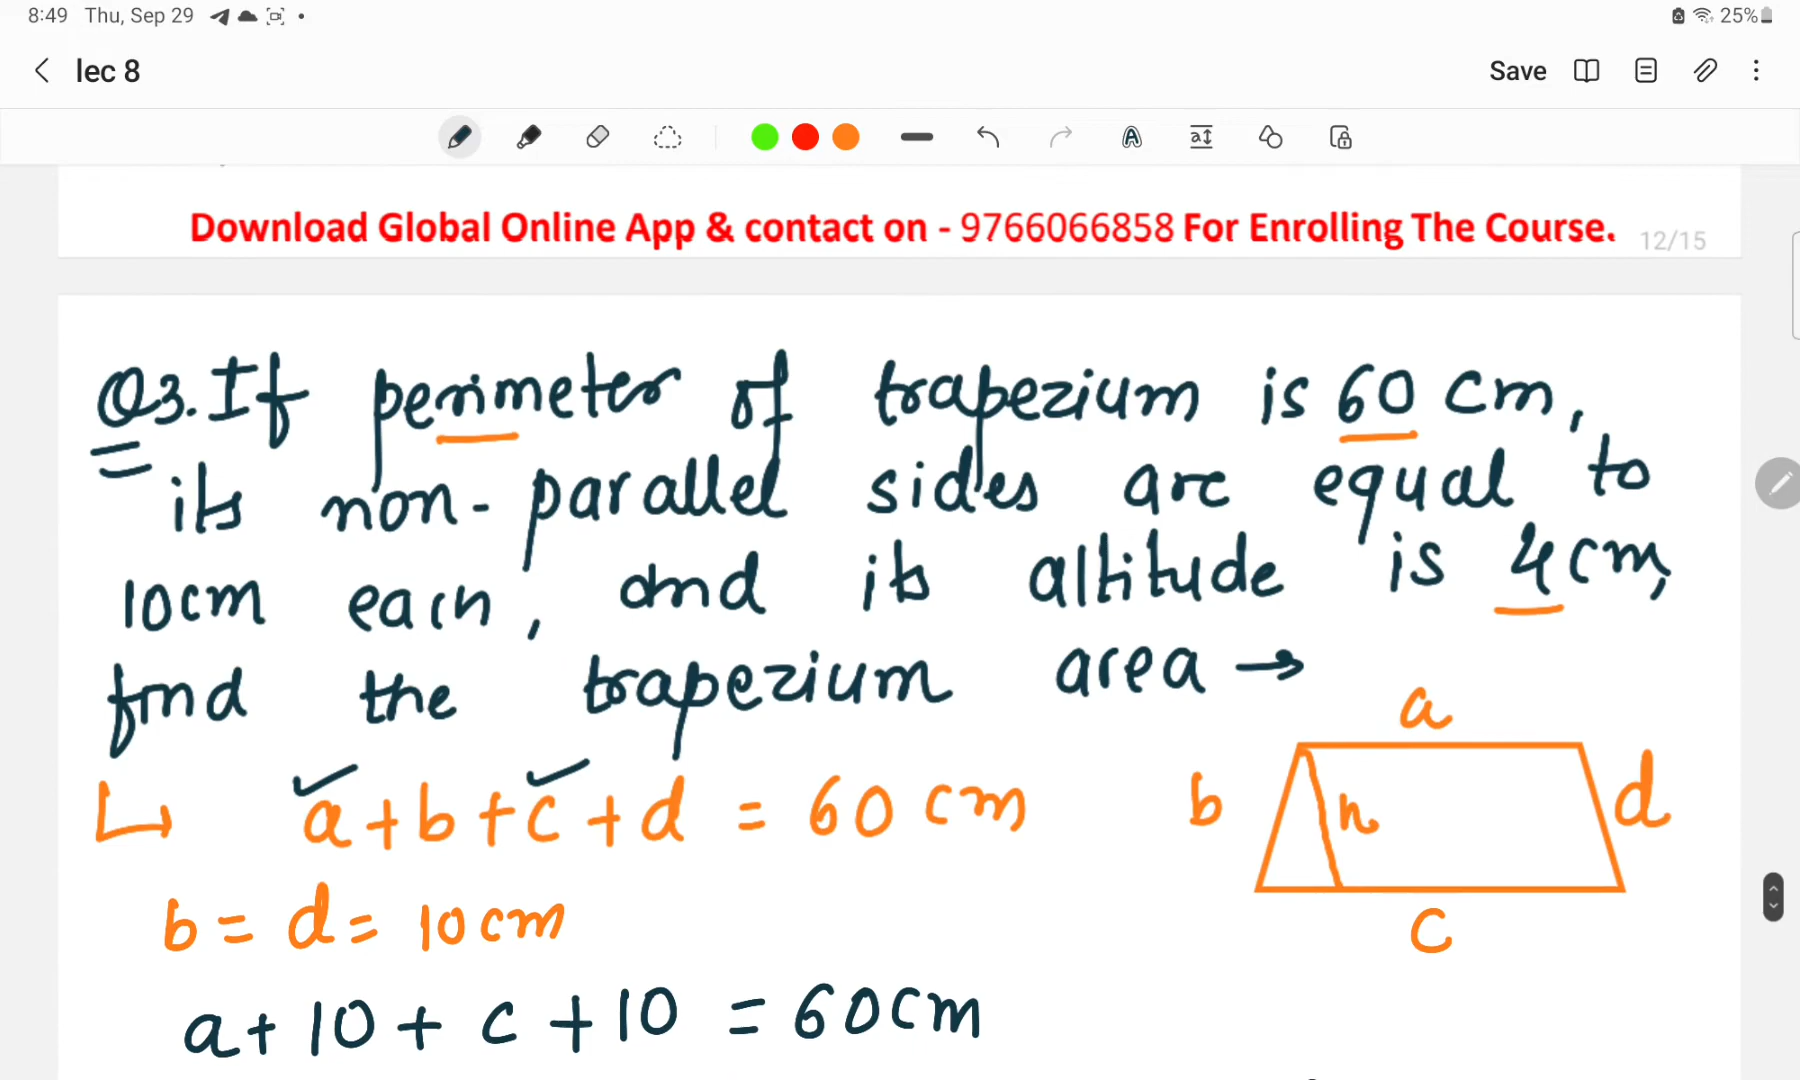 8:49 Thu, Sep 29
25%
lec 8
Save
Download Global Online App & contact on - 9766066858 For Enrolling The Course.
12/15
Q3. If perimeter of trapezium is 60 cm,
its non-parallel sides are equal to
10cm each, and its altitude is 4cm,
find the trapezium area →
a
a+b+c+d = 60 cm
b
h
d
b = d = 10cm
c
a+ 10 + c + 10 = 60cm